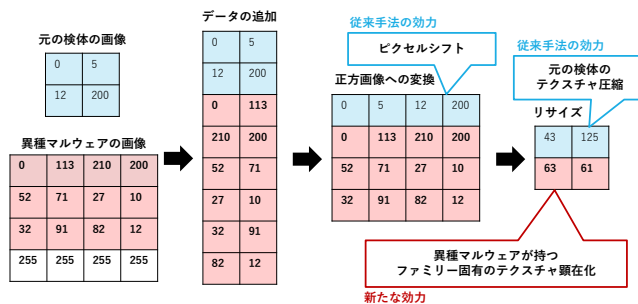 元の検体の画像
0 5
12 200
異種マルウェアの画像
0 113 210 200
52 71 27 10
32 91 82 12
255 255 255 255
データの追加
0 5
12 200
0 113
210 200
52 71
27 10
32 91
82 12
従来手法の効力
ピクセルシフト
正方画像への変換
0 5 12 200
0 113 210 200
52 71 27 10
32 91 82 12
従来手法の効力
元の検体の
テクスチャ圧縮
リサイズ
43 125
63 61
異種マルウェアが持つ
ファミリー固有のテクスチャ顕在化
新たな効力